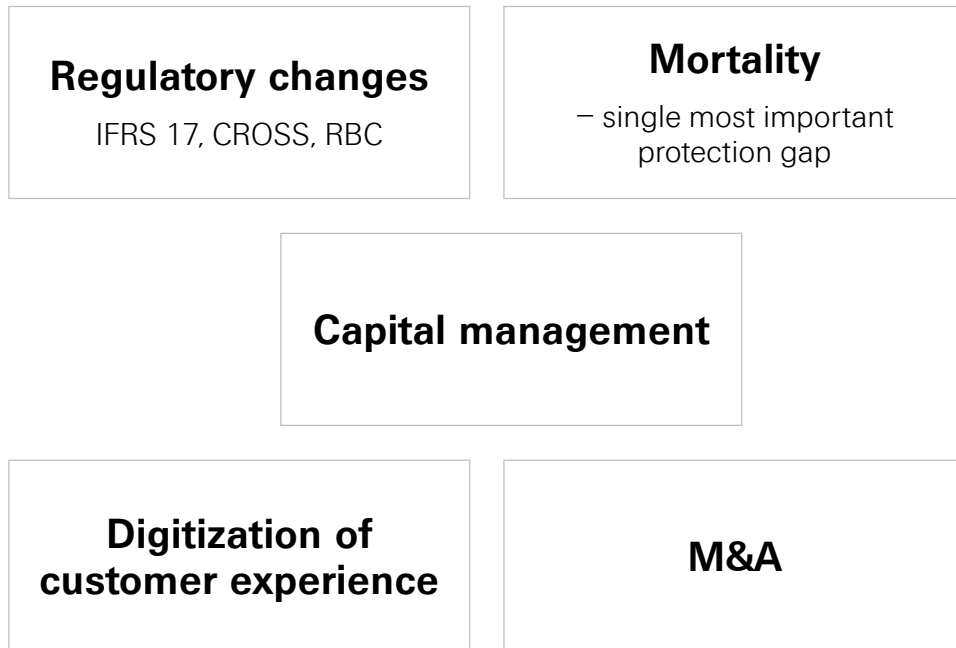 Regulatory changes
IFRS 17, CROSS, RBC
Mortality
– single most important
protection gap
Capital management
Digitization of
customer experience
M&A